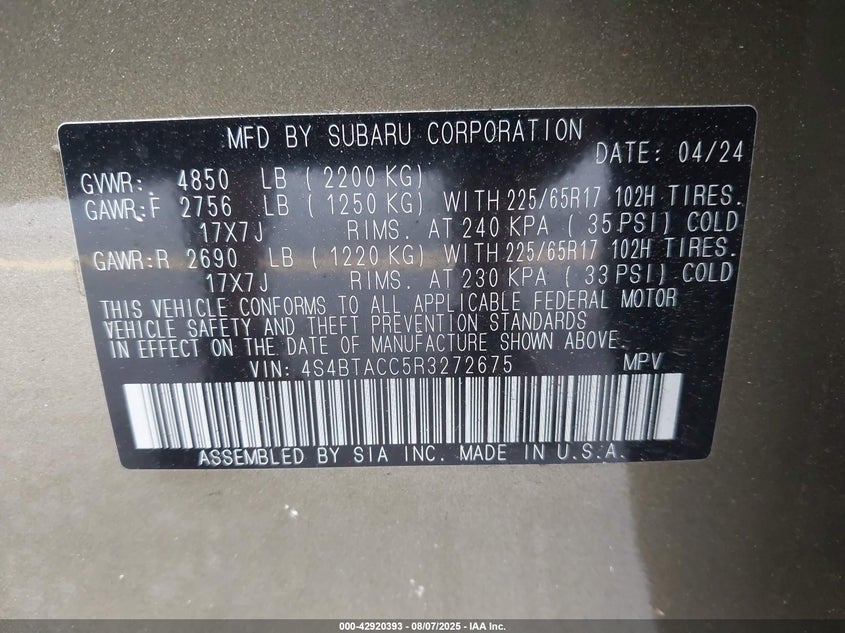 MFD BY SUBARU CORPORATION
DATE: 04/24
GVWR: 4850 LB ( 2200 KG)
GAWR:F 2756 LB ( 1250 KG) WITH 225/65R17 102H TIRES.
17X7J RIMS. AT 240 KPA ( 35 PSI) COLD
GAWR:R 2690 LB ( 1220 KG) WITH 225/65R17 102H TIRES.
17X7J RIMS. AT 230 KPA ( 33 PSI) COLD
THIS VEHICLE CONFORMS TO ALL APPLICABLE FEDERAL MOTOR
VEHICLE SAFETY AND THEFT PREVENTION STANDARDS
IN EFFECT ON THE DATE OF MANUFACTURE SHOWN ABOVE.
VIN: 4S4BTACC5R3272675 MPV
ASSEMBLED BY SIA INC. MADE IN U.S.A.
000-42920393 - 08/07/2025 - IAA Inc.